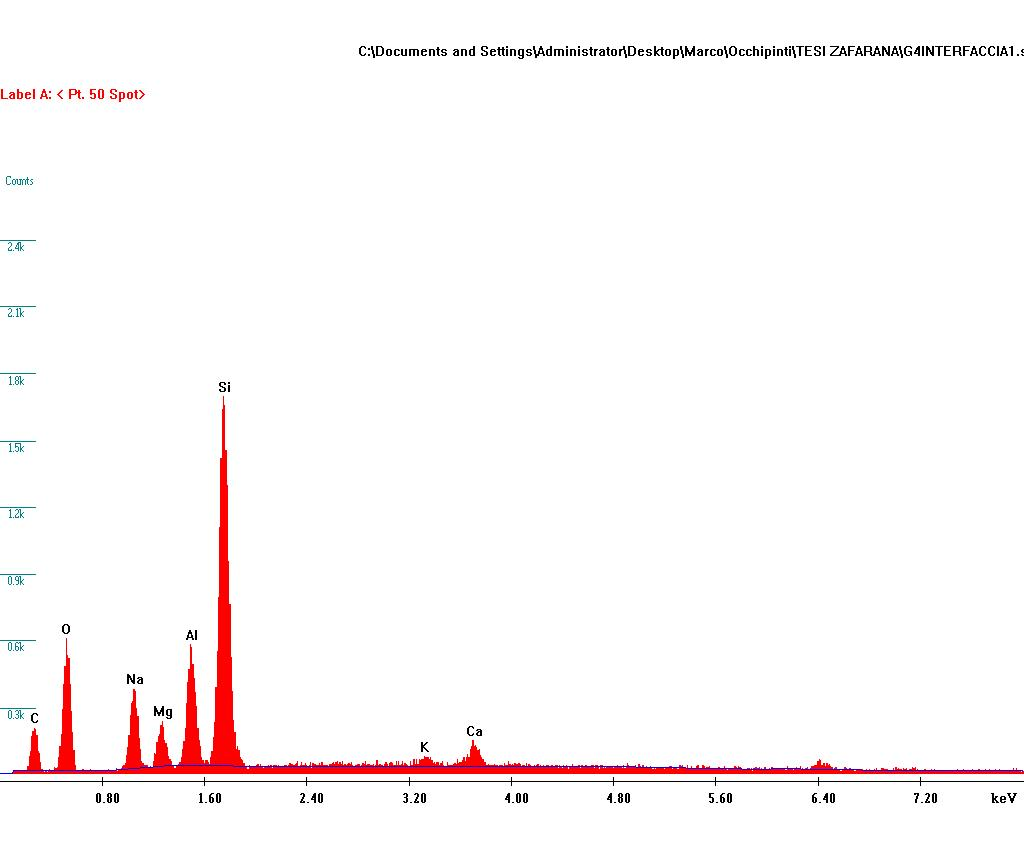 C:\Documents and Settings\Administrator\Desktop\Marco\Occhipinti\TESI ZAFARANA\G4INTERFACCIA1.s
Label A: < Pt. 50 Spot>
Counts
2.4k
2.1k
1.8k
Si
1.5k
1.2k
0.9k
O
Al
0.6k
Na
Mg
0.3k
C
Ca
K
0.80 1.60 2.40 3.20 4.00 4.80 5.60 6.40 7.20 keV